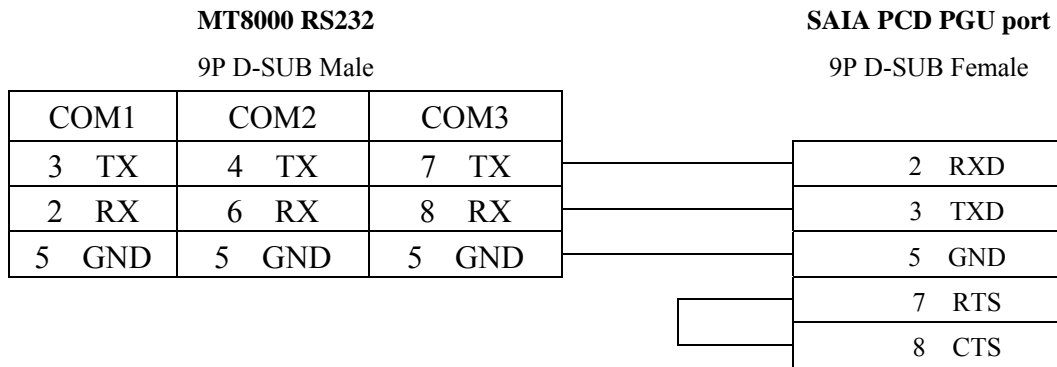 MT8000 RS232 SAIA PCD PGU port
9P D-SUB Male 9P D-SUB Female
COM1 COM2 COM3
3 TX 4 TX 7 TX 2 RXD
2 RX 6 RX 8 RX 3 TXD
5 GND 5 GND 5 GND 5 GND
7 RTS
8 CTS